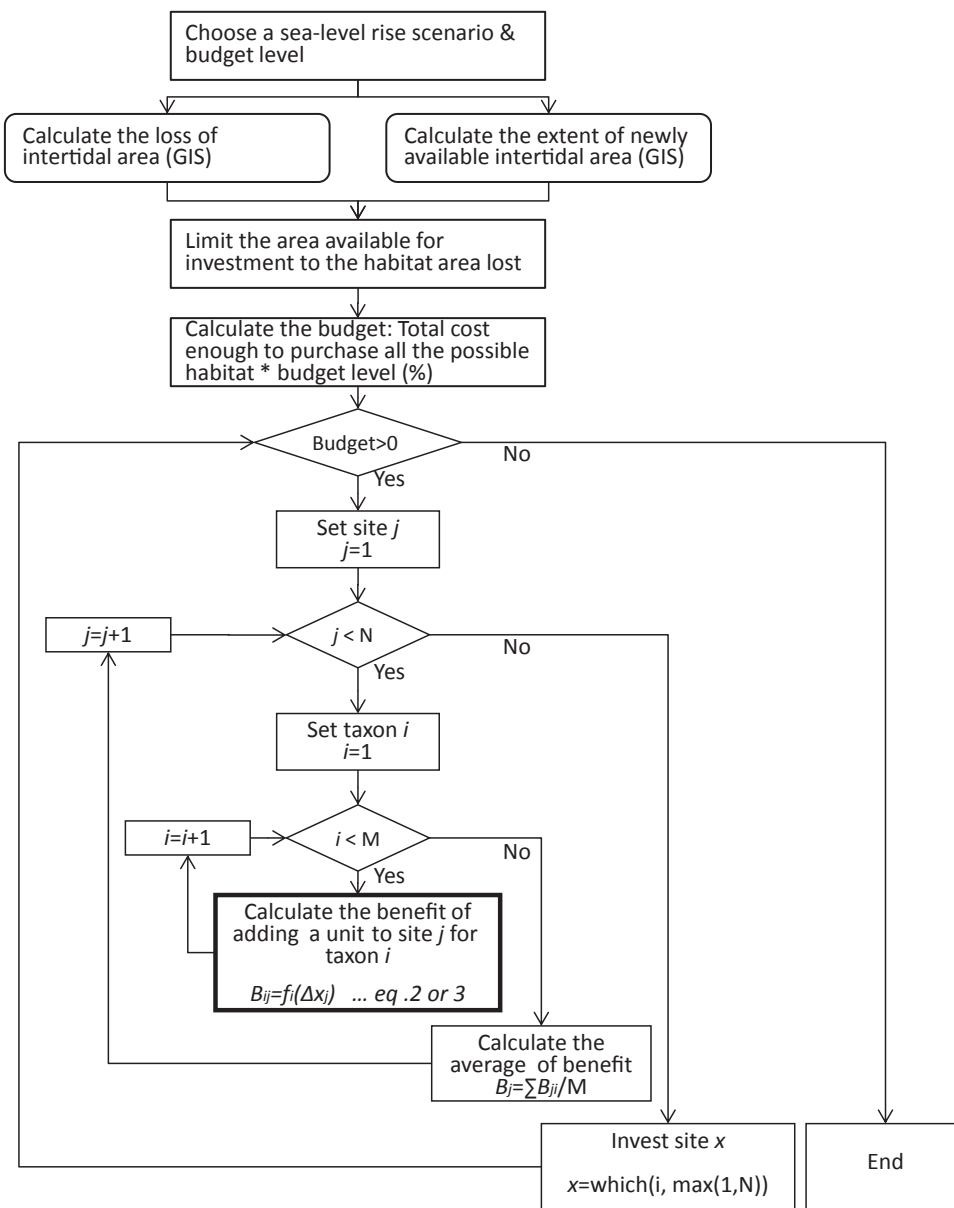 Choose a sea-level rise scenario &
budget level
Calculate the loss of
intertidal area (GIS)
Calculate the extent of newly
available intertidal area (GIS)
Limit the area available for
investment to the habitat area lost
Calculate the budget: Total cost
enough to purchase all the possible
habitat * budget level (%)
Budget>0
No
Yes
Set site j
j=1
j=j+1
j < N
No
Yes
Set taxon i
i=1
i=i+1
i < M
No
Yes
Calculate the benefit of
adding a unit to site j for
taxon i
Bij=fi(Δxj) ... eq .2 or 3
Calculate the
average of benefit
Bj=∑Bji/M
Invest site x
x=which(i, max(1,N))
End